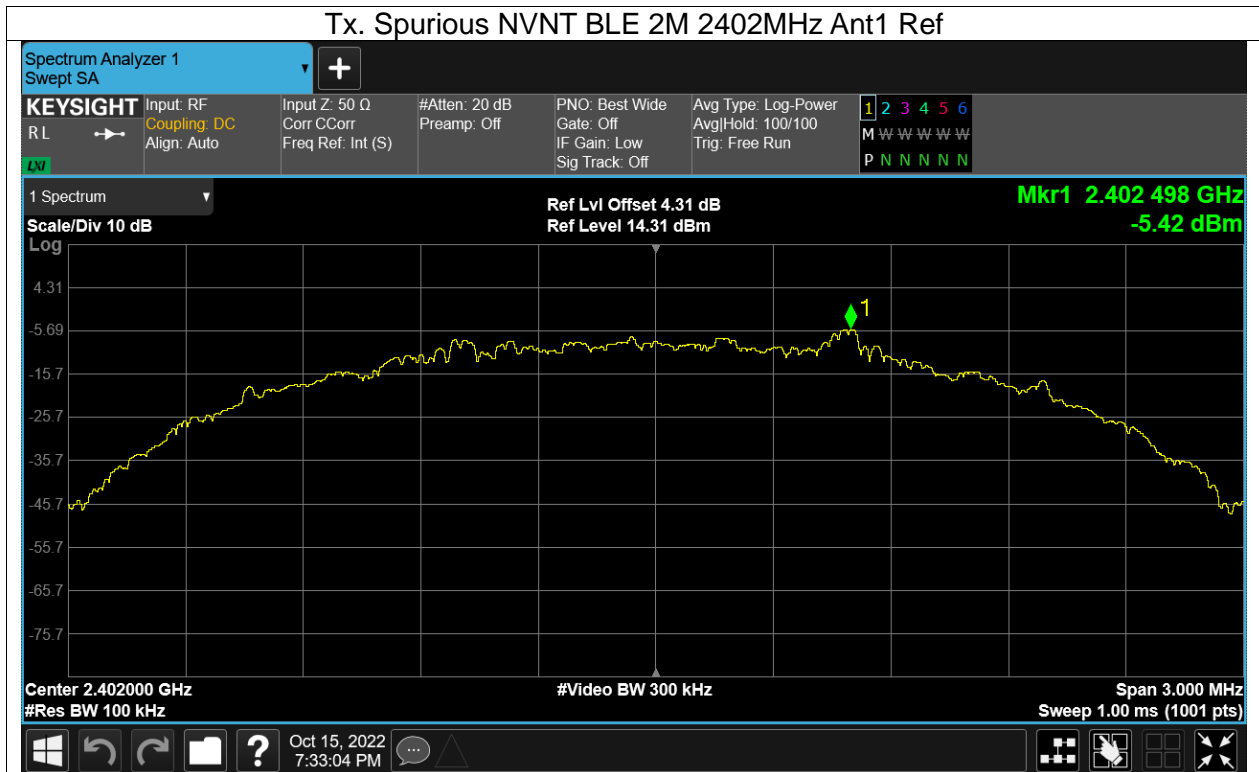 Tx. Spurious NVNT BLE 2M 2402MHz Ant1 Ref
Spectrum Analyzer 1
Swept SA
KEYSIGHT
R L
LXI
Input: RF
Coupling: DC
Align: Auto
Input Z: 50 Ω
Corr CCorr
Freq Ref: Int (S)
#Atten: 20 dB
Preamp: Off
PNO: Best Wide
Gate: Off
IF Gain: Low
Sig Track: Off
Avg Type: Log-Power
Avg|Hold: 100/100
Trig: Free Run
1 2 3 4 5 6
M W W W W W
P N N N N N
1 Spectrum
Scale/Div 10 dB
Ref Lvl Offset 4.31 dB
Ref Level 14.31 dBm
Mkr1 2.402 498 GHz
-5.42 dBm
Log
4.31
-5.69
-15.7
-25.7
-35.7
-45.7
-55.7
-65.7
-75.7
1
Center 2.402000 GHz
#Res BW 100 kHz
#Video BW 300 kHz
Span 3.000 MHz
Sweep 1.00 ms (1001 pts)
?
Oct 15, 2022
7:33:04 PM